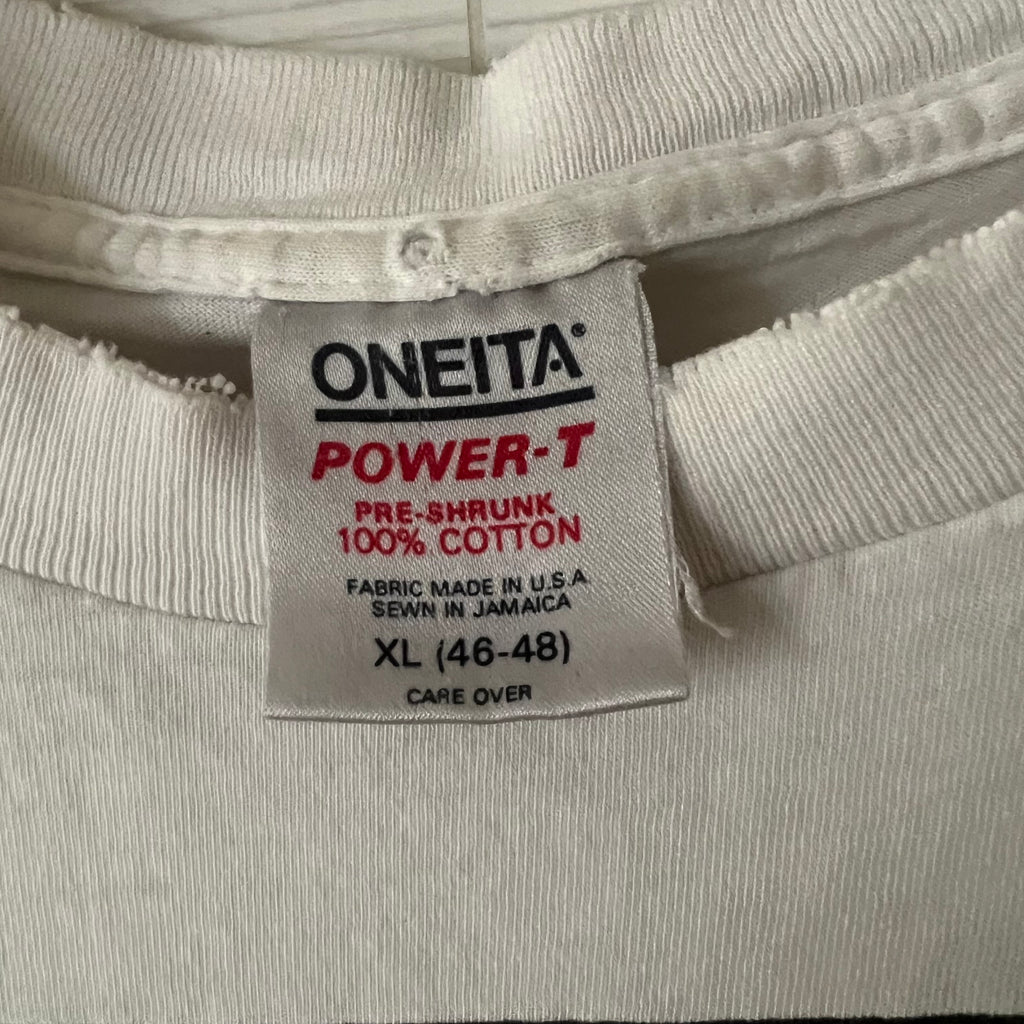 ONEITA®
POWER-T
PRE-SHRUNK
100% COTTON
FABRIC MADE IN U.S.A
SEWN IN JAMAICA
XL (46-48)
CARE OVER